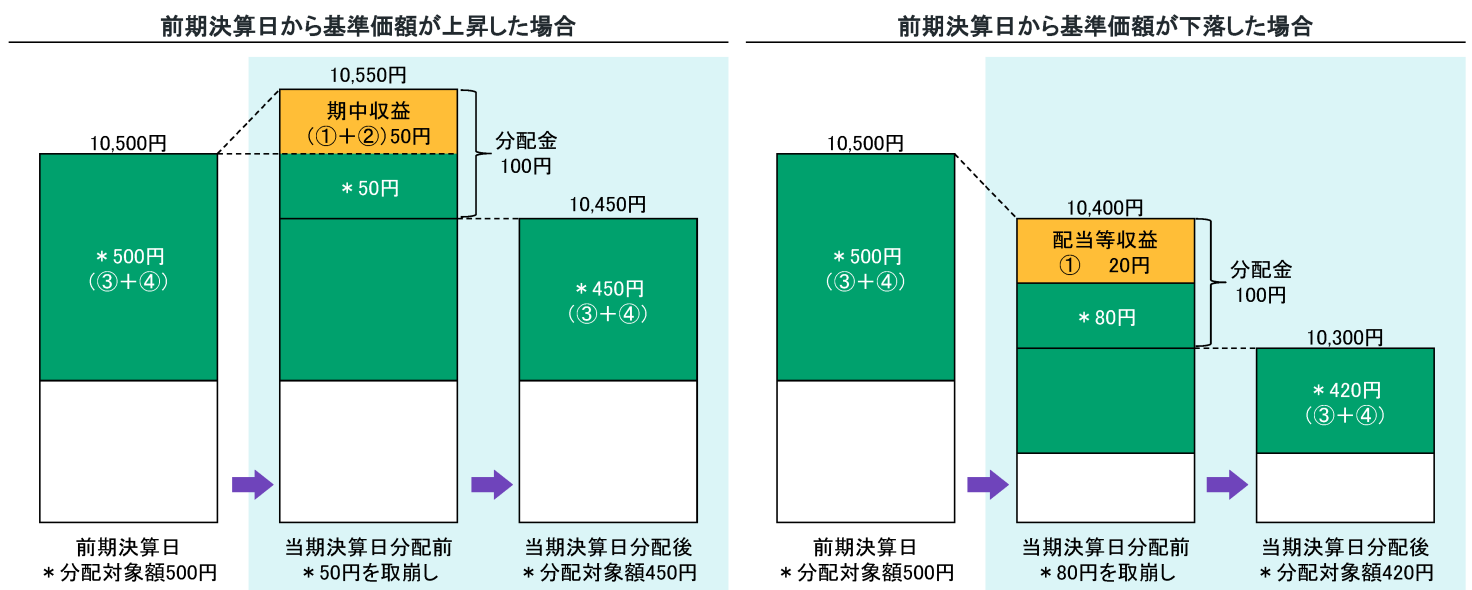 前期決算日から基準価額が上昇した場合
10,500円
＊500円
(③＋④)
前期決算日
＊分配対象額500円
10,550円
期中収益
(①＋②)50円
＊50円
分配金
100円
当期決算日分配前
＊50円を取崩し
10,450円
＊450円
(③＋④)
当期決算日分配後
＊分配対象額450円
前期決算日から基準価額が下落した場合
10,500円
＊500円
(③＋④)
前期決算日
＊分配対象額500円
10,400円
配当等収益
① 20円
＊80円
分配金
100円
当期決算日分配前
＊80円を取崩し
10,300円
＊420円
(③＋④)
当期決算日分配後
＊分配対象額420円